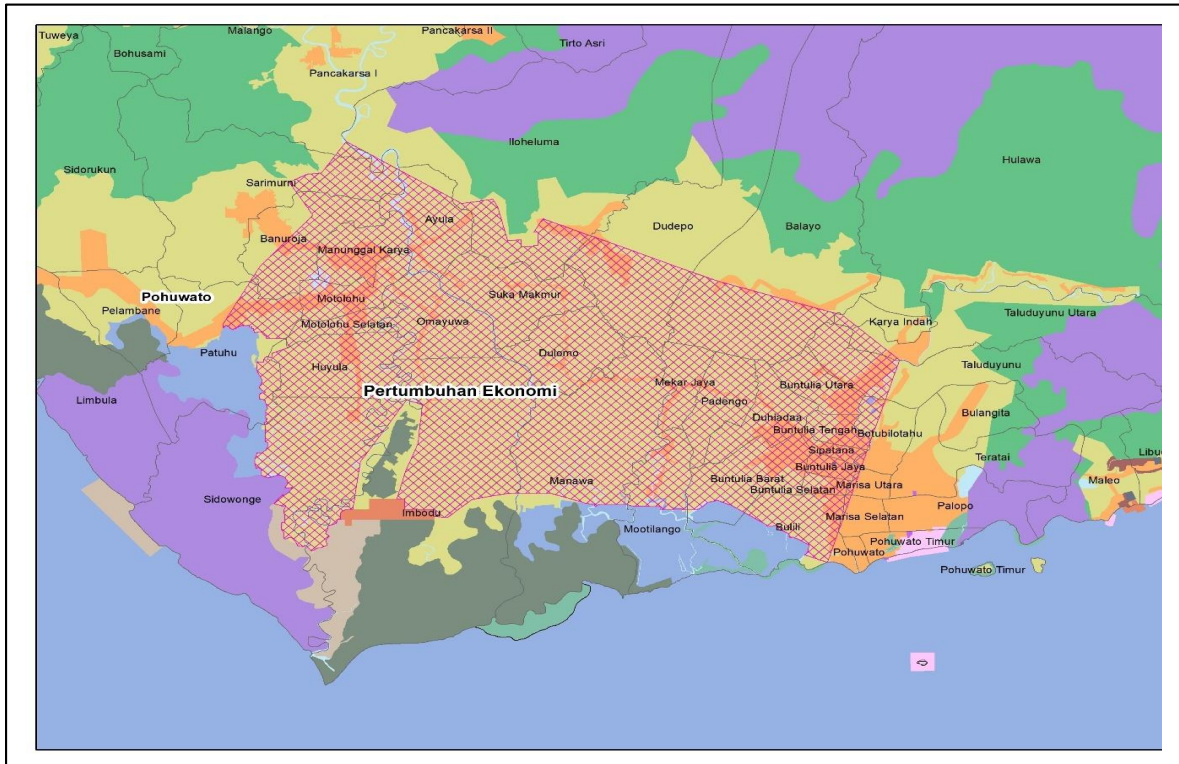 Tuweya
Malango
Pancakarsa II
Tirto Asri
Bohusami
Pancakarsa I
Iloheluma
Hulawa
Sidorukun
Sarimurni
Ayula
Dudepo
Balayo
Banuroja
Manunggal Karya
Pohuwato
Motolohu
Suka Makmur
Pelambane
Taluduyunu Utara
Motolohu Selatan
Omayuwa
Karya Indah
Patuhu
Dulomo
Huyula
Taluduyunu
Mekar Jaya
Buntulia Utara
Pertumbuhan Ekonomi
Limbula
Padengo
Duhiadaa
Bulangita
Buntulia Tengah
Botubilotahu
Sipatana
Teratai
Libuo
Buntulia Jaya
Maleo
Manawa
Buntulia Barat
Marisa Utara
Buntulia Selatan
Sidowonge
Palopo
Imbodu
Marisa Selatan
Mootilango
Bulili
Pohuwato Timur
Pohuwato
Pohuwato Timur